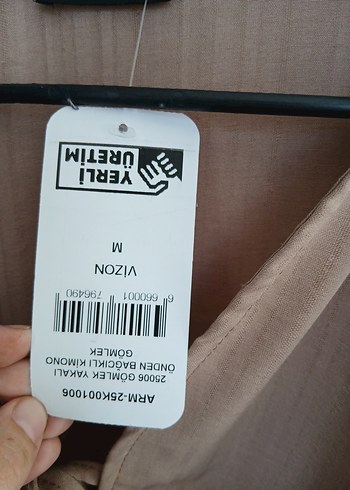 ARM-25K001006
25006 GÖMLEK YAKALI
ÖNDEN BAĞCIKLI KİMONO
GÖMLEK
6 660001 796490
VİZON
M
YERLİ
ÜRETİM